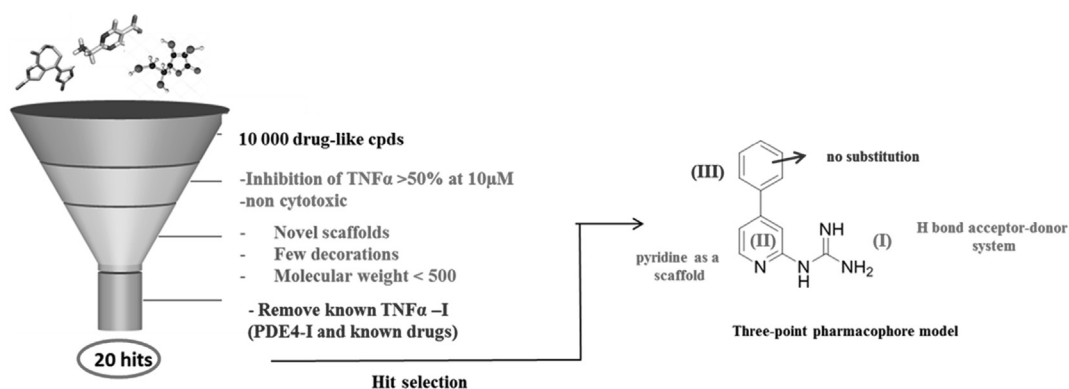 10 000 drug-like cpds
-Inhibition of TNFα >50% at 10µM
-non cytotoxic
- Novel scaffolds
- Few decorations
- Molecular weight < 500
- Remove known TNFα –I
(PDE4-I and known drugs)
20 hits
Hit selection
(III)
no substitution
pyridine as a
scaffold
(II)
N
N
H
NH
NH2
(I)
H bond acceptor-donor
system
Three-point pharmacophore model